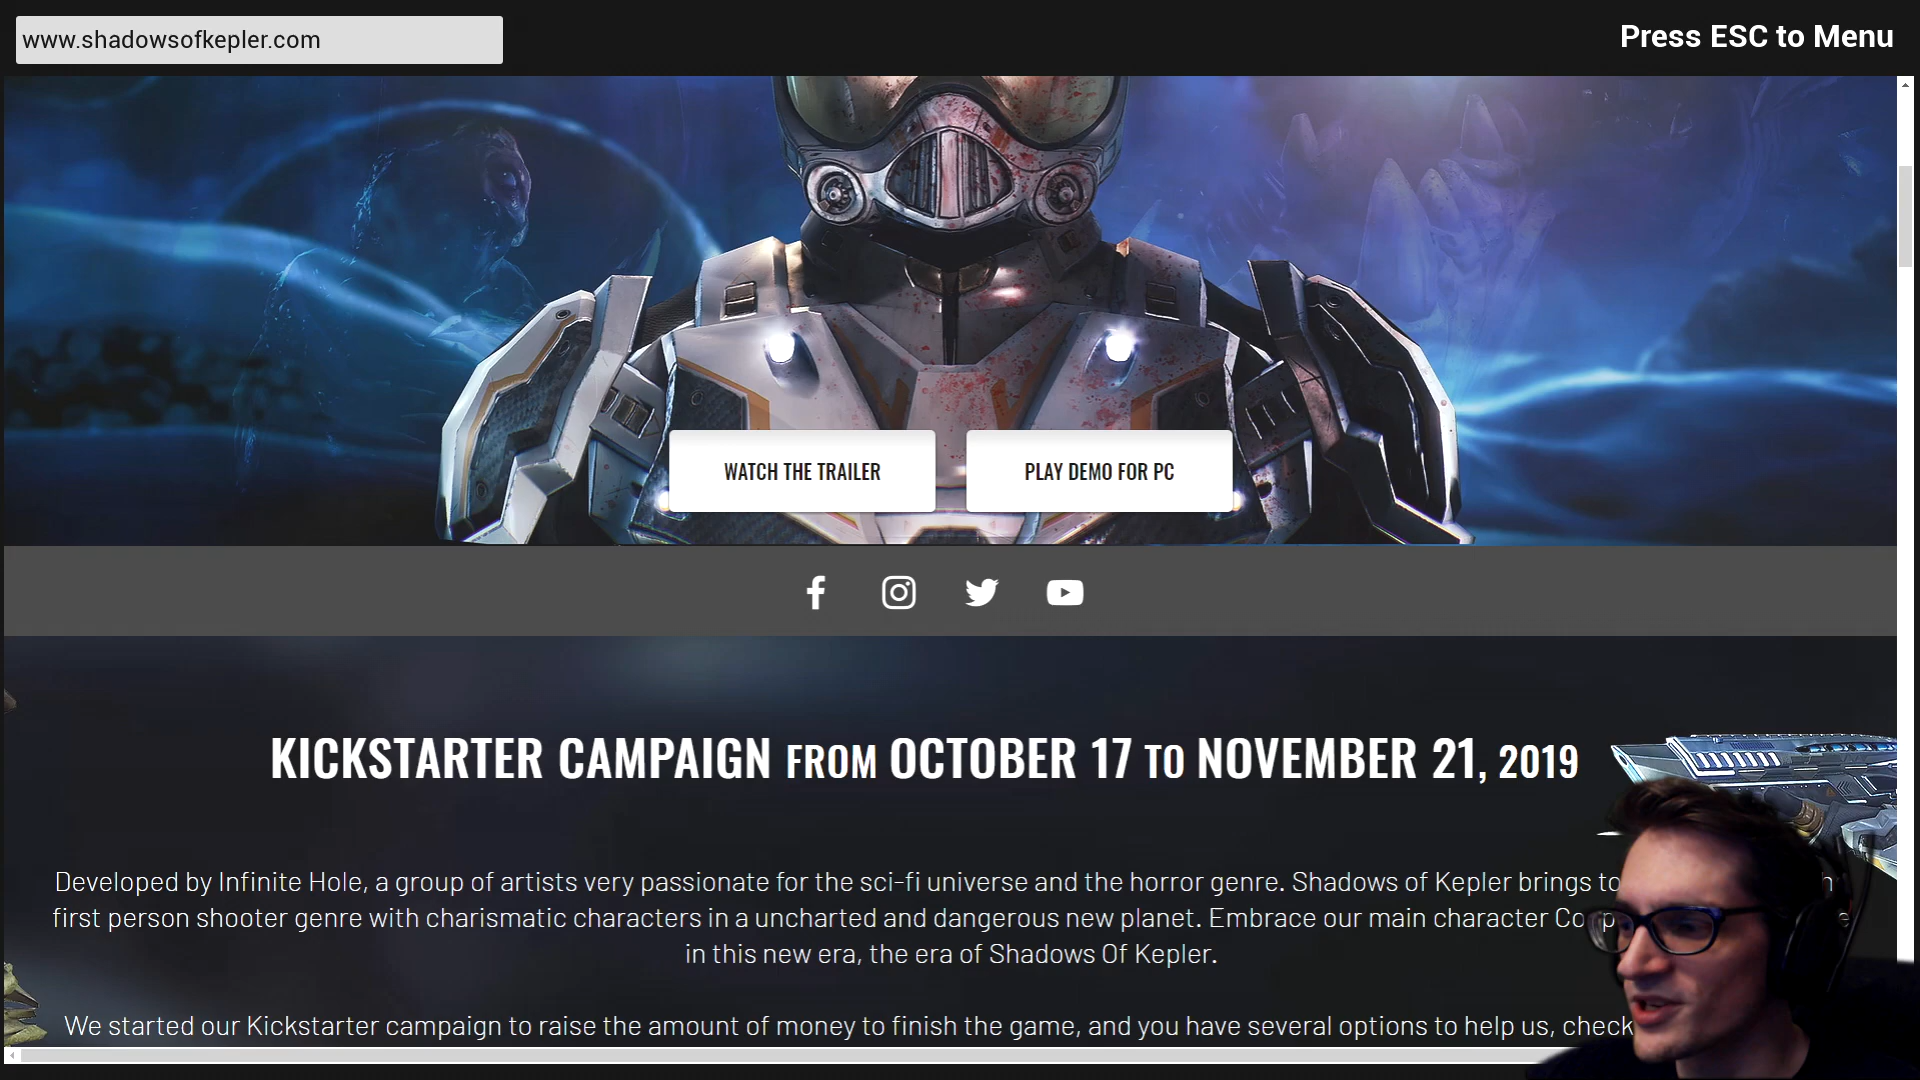 www.shadowsofkepler.com
Press ESC to Menu
WATCH THE TRAILER
PLAY DEMO FOR PC
KICKSTARTER CAMPAIGN FROM OCTOBER 17 TO NOVEMBER 21, 2019
Developed by Infinite Hole, a group of artists very passionate for the sci-fi universe and the horror genre. Shadows of Kepler brings
first person shooter genre with charismatic characters in a uncharted and dangerous new planet. Embrace our main character
in this new era, the era of Shadows Of Kepler.
We started our Kickstarter campaign to raise the amount of money to finish the game, and you have several options to help us, check